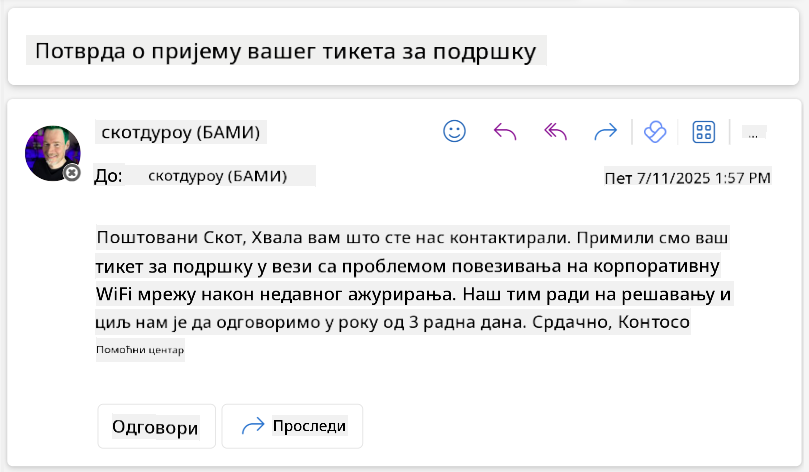 Потврда о пријему вашег тикета за подршку
скотдуроу (БАМИ)
...
До: скотдуроу (БАМИ)
Пет 7/11/2025 1:57 PM
Поштовани Скот, Хвала вам што сте нас контактирали. Примили смо ваш
тикет за подршку у вези са проблемом повезивања на корпоративну
WiFi мрежу након недавног ажурирања. Наш тим ради на решавању и
циљ нам је да одговоримо у року од 3 радна дана. Срдачно, Контосо
Помоћни центар
Одговори
Проследи